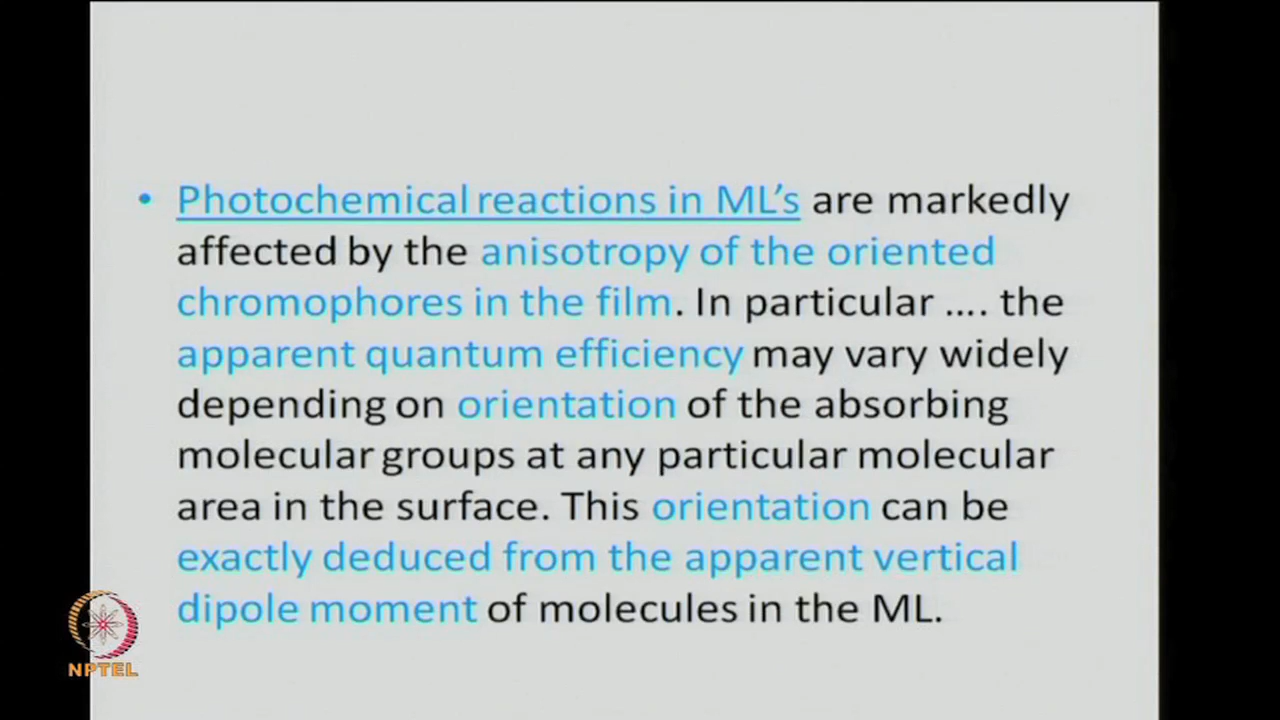 • Photochemical reactions in ML's are markedly
affected by the anisotropy of the oriented
chromophores in the film. In particular .... the
apparent quantum efficiency may vary widely
depending on orientation of the absorbing
molecular groups at any particular molecular
area in the surface. This orientation can be
exactly deduced from the apparent vertical
dipole moment of molecules in the ML.
NPTEL